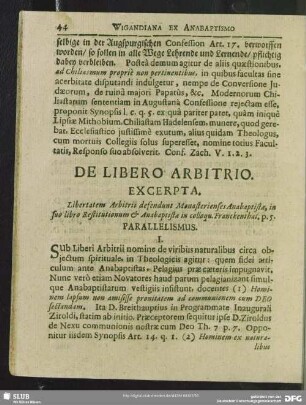 44 WIGANDIANA EX ANABAPTISMO
selbige in der Augspurgischen Confession Art. 17. verworffen
worden/ so sollen in alle Wege Lehrende und Lernende/ pflichtig
dabey verbleiben. Posteà demum agitur de aliis quæstionibus,
ad Chiliasmum propriè non pertinentibus, in quibus facultas sine
acerbitate disputandi indulgetur, nempe de Conversione Ju-
dæorum, de ruinâ majori Papatûs, &c. Modernorum Chi-
liastarum sententiam in Augustana Confessione rejectam esse,
proponit Synopsis l. c. q. 5. ex quâ pariter patet, quàm iniquè
Lipsiæ Michobium, Chiliastam Hadelensem, munere, quod gere-
bat, Ecclesiastico justissimè exutum, alius quidam Theologus,
cum mortuis Collegiis solus superesset, nomine totius Facul-
tatis, Responso suo absolverit. Conf. Zach. V. 1. 2. 3.
DE LIBERO ARBITRIO.
EXCERPTA.
Libertatem Arbitrii defendunt Monasterienses Anabaptistæ, in
suo libro Restitutionum & Anabaptista in colloqu. Franckenthal, p. 5.
PARALLELISMUS.
I.
SUb Liberi Arbitrii nomine de viribus naturalibus circa ob-
jectum spirituale, in Theologicis agitur: quem fidei arti-
culum ante Anabaptistas Pelagius præ cæteris impugnavit.
Nunc verò etiam Novatores haud parum pelagianizant simul-
que Anabaptistarum vestigiis insistunt, docentes (1) Homi-
nem lapsum non amisisse pronitatem ad communionem cum DEO
sectandam. Ita D. Breithauptius in Programmate Inaugurali
Ziroldi, statim ab initio. Præceptorem sequitur ipse D. Ziroldus
de Nexu communionis nostræ cum Deo Th. 7 p. 7. Oppo-
nitur iisdem Synopsis Art. 14. q. 1. (2) Hominem ex natura-
libus
SLUB
DFG